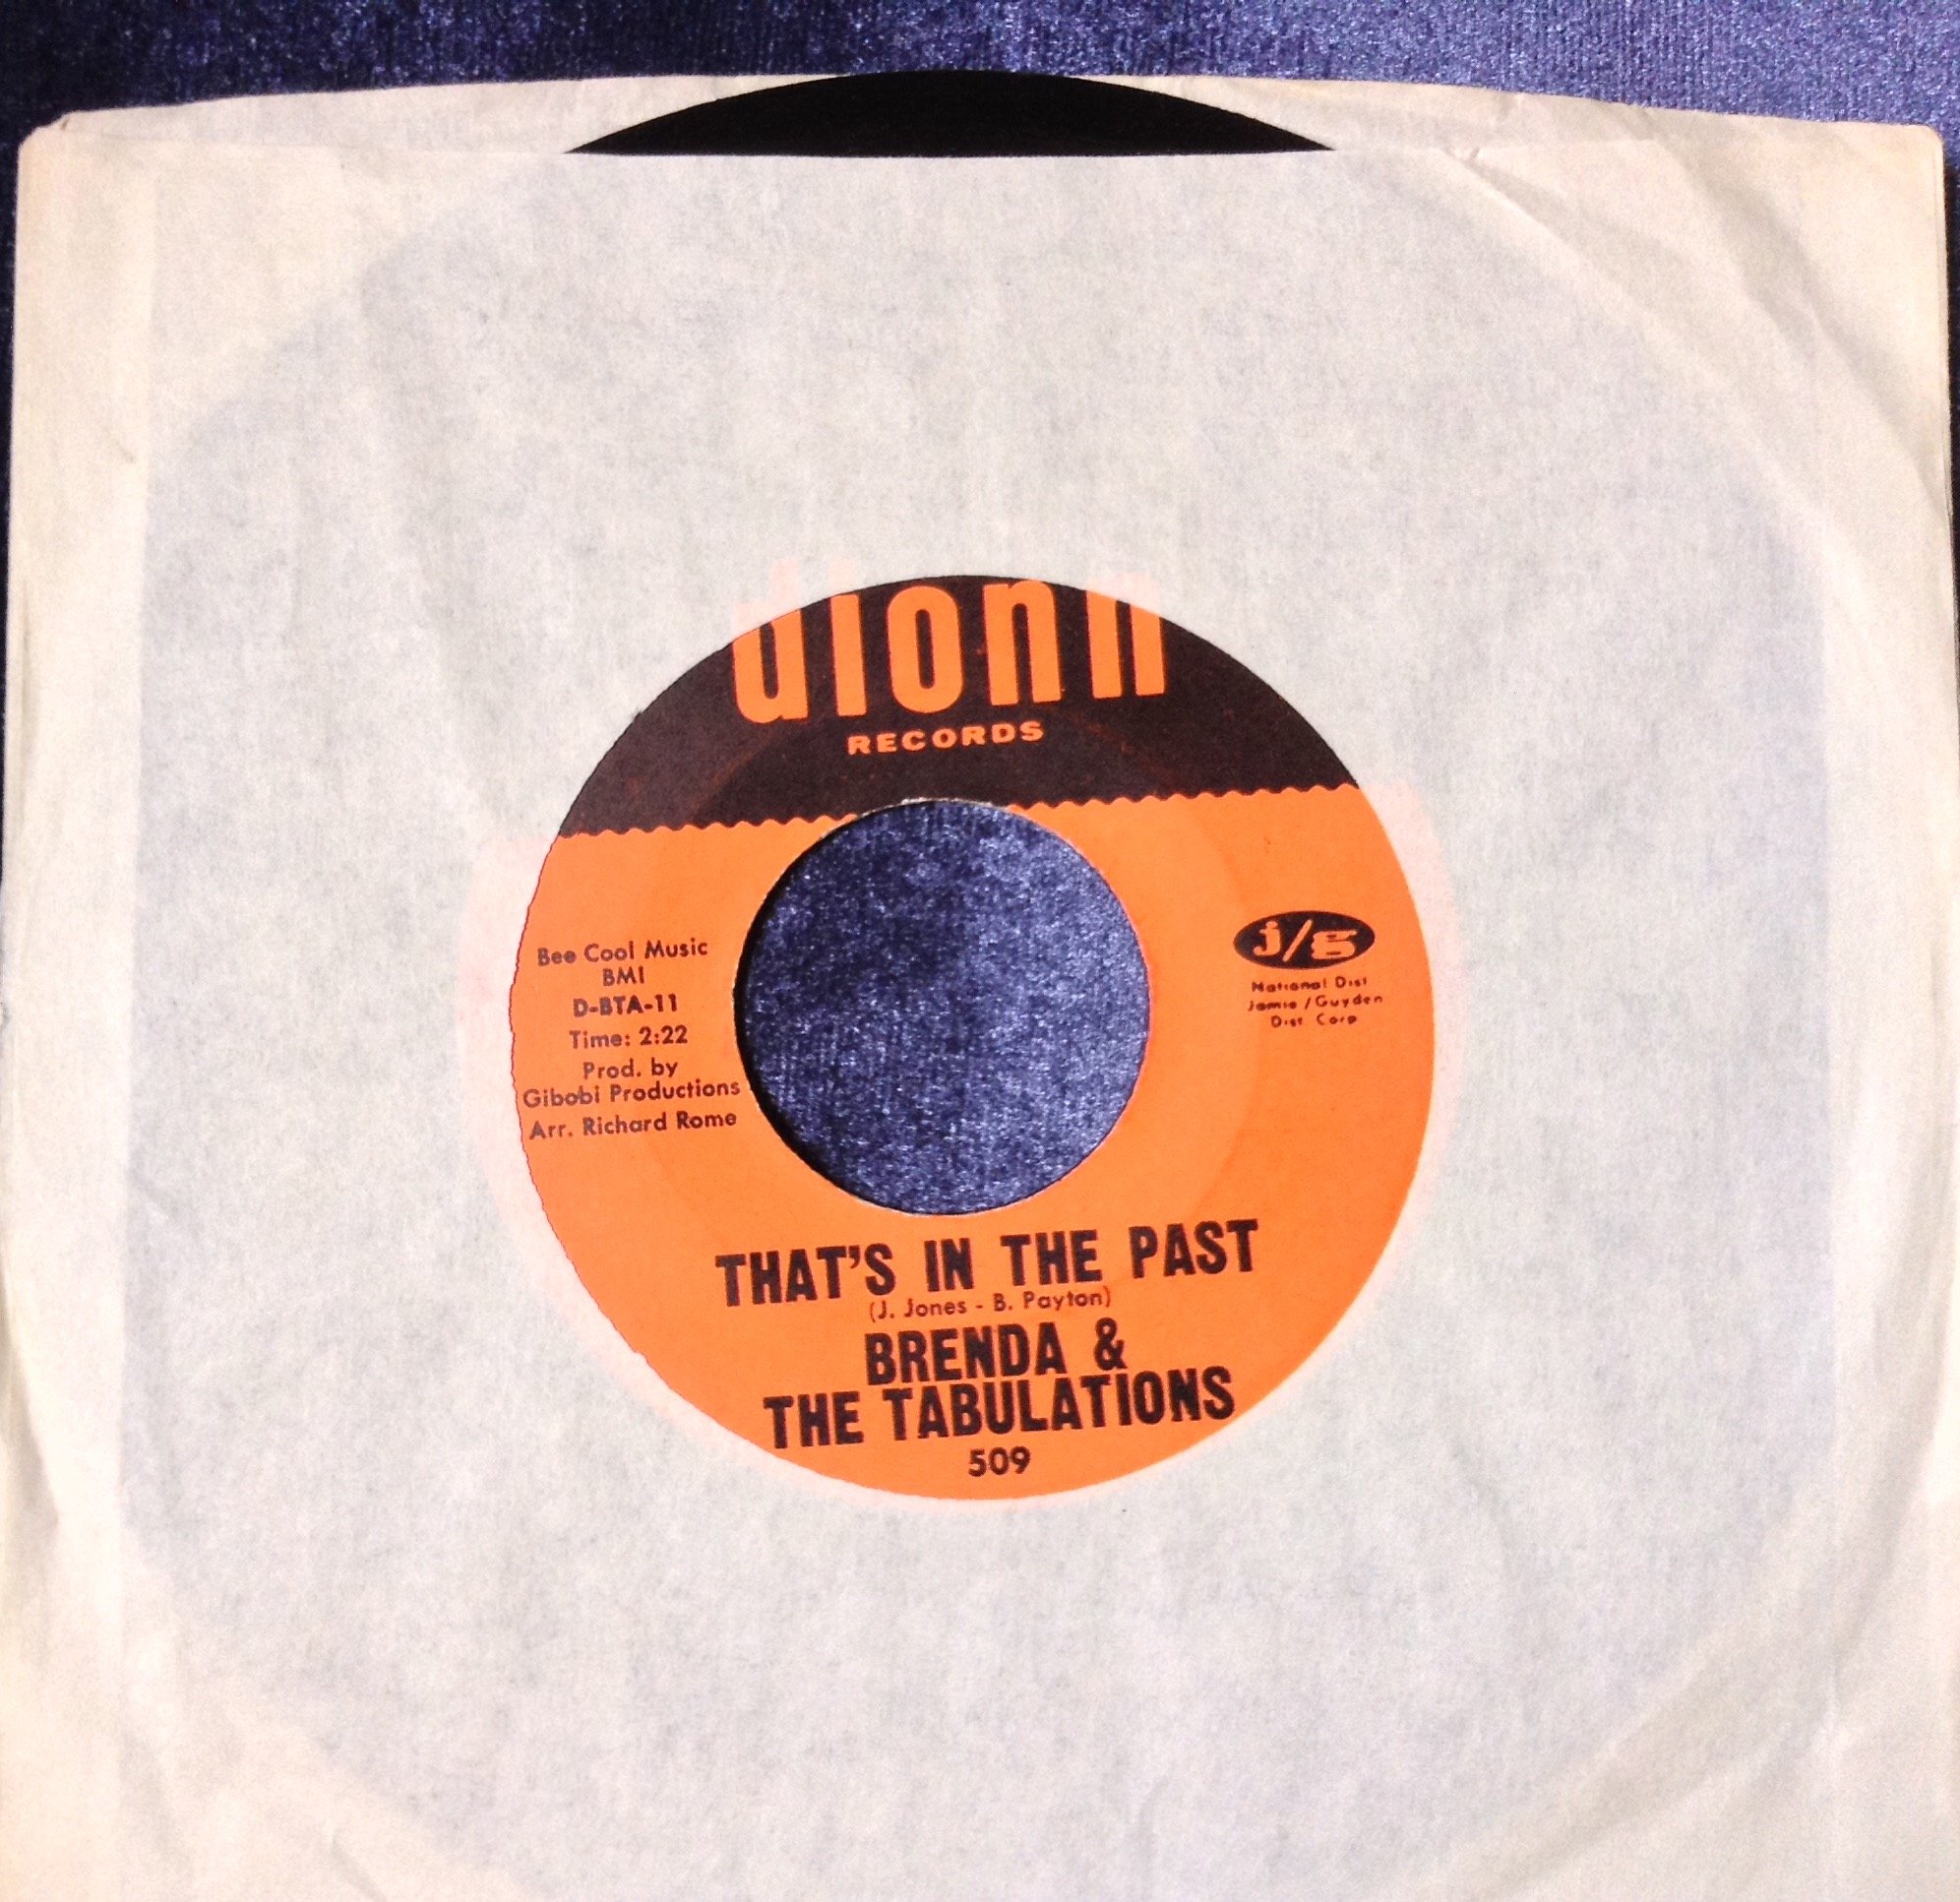 dionn
RECORDS
Bee Cool Music
BMI
D-BTA-11
Time: 2:22
Prod. by
Gibobi Productions
Arr. Richard Rome
j/g
National Dist
Jamie/Guyden
Dist Corp
THAT'S IN THE PAST
(J. Jones - B. Payton)
BRENDA &
THE TABULATIONS
509